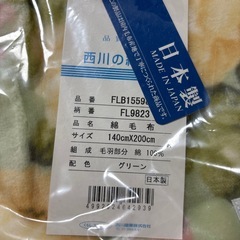 西川の
日本製
MADE IN JAPAN
品番 FLB1559
柄番 FL9823
品名 綿毛布
サイズ 140cm×200cm
組成 毛羽部分 綿 100%
配色 グリーン
日本製